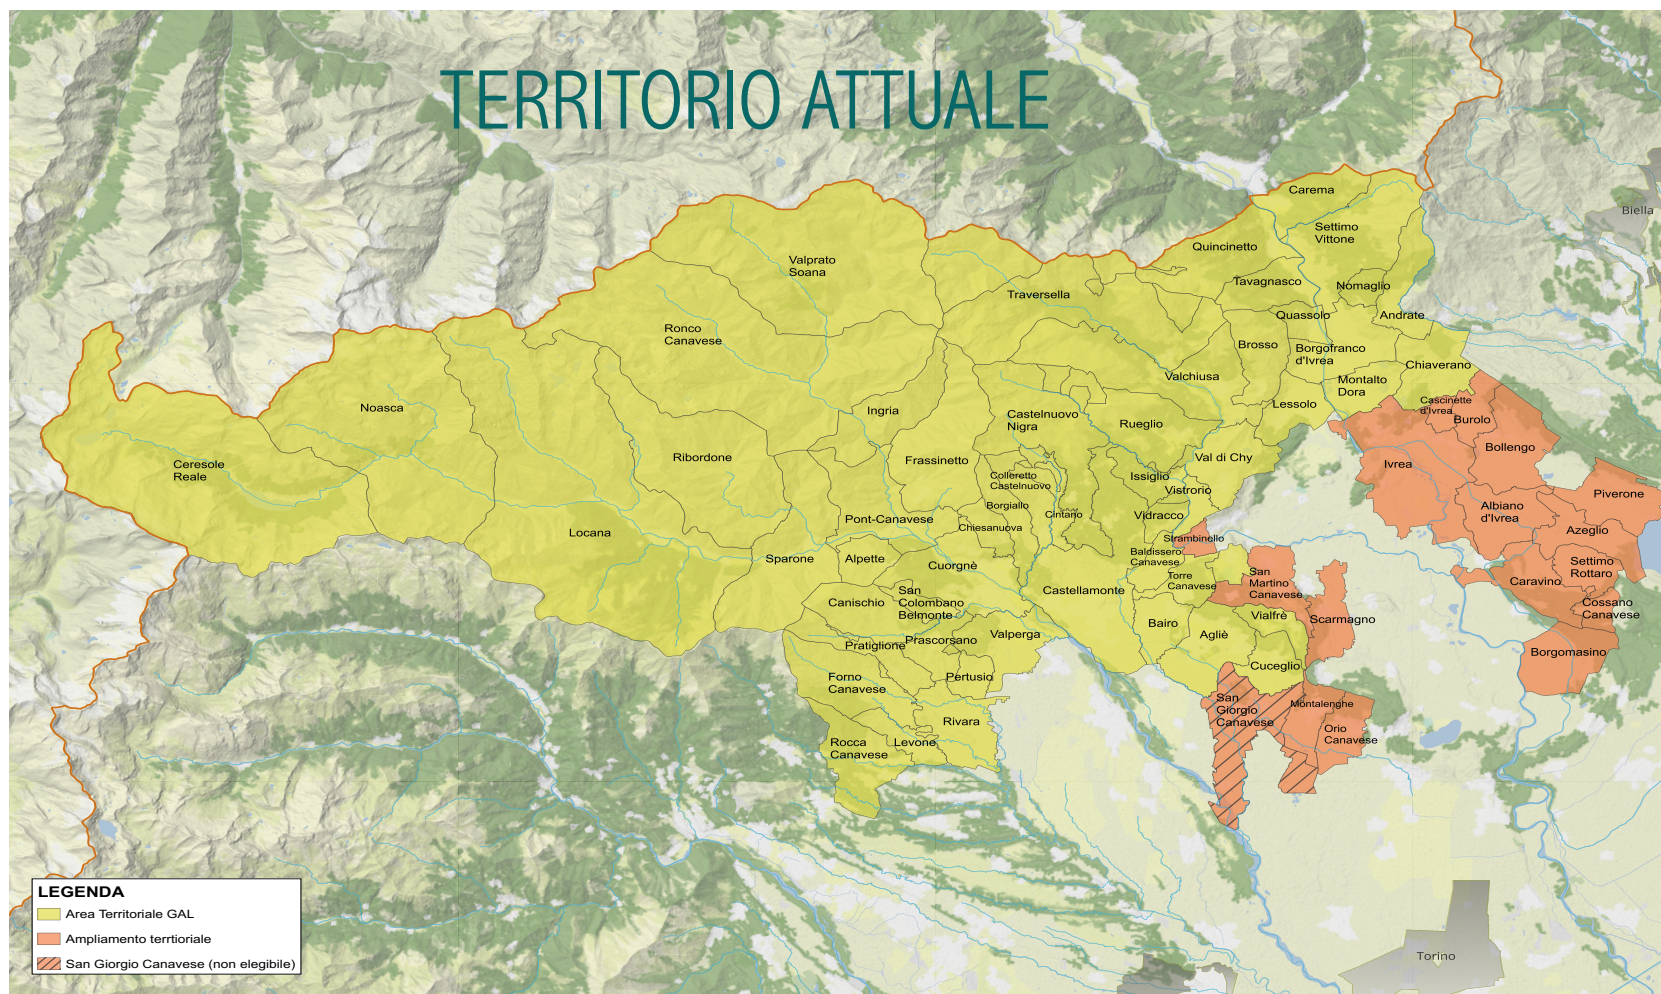 TERRITORIO ATTUALE
Carema
Biella
Settimo
Vittone
Quincinetto
Valprato
Soana
Tavagnasco
Nomaglio
Traversella
Quassolo
Andrate
Ronco
Canavese
Brosso
Borgofranco
d'Ivrea
Chiaverano
Valchiusa
Montalto
Dora
Noasca
Lessolo
Cascinette
d'Ivrea
Ingria
Castelnuovo
Nigra
Burolo
Rueglio
Bollengo
Ribordone
Frassinetto
Val di Chy
Ivrea
Ceresole
Reale
Colleretto
Castelnuovo
Issiglio
Vistrorio
Piverone
Borgiallo
Albiano
d'Ivrea
Pont-Canavese
Cintano
Vidracco
Chiesanuova
Locana
Azeglio
Strambinello
Sparone
Alpette
Cuorgnè
Baldissero
Canavese
Settimo
Rottaro
Torre
Canavese
San
Martino
Canavese
Caravino
Castellamonte
San
Colombano
Belmonte
Canischio
Cossano
Canavese
Vialfrè
Scarmagno
Bairo
Agliè
Valperga
Prascorsano
Pratiglione
Borgomasino
Cuceglio
Forno
Canavese
Pertusio
San
Giorgio
Canavese
Montalenghe
Rivara
Orio
Canavese
Rocca
Canavese
Levone
LEGENDA
Area Territoriale GAL
Ampliamento terrtioriale
San Giorgio Canavese (non elegibile)
Torino